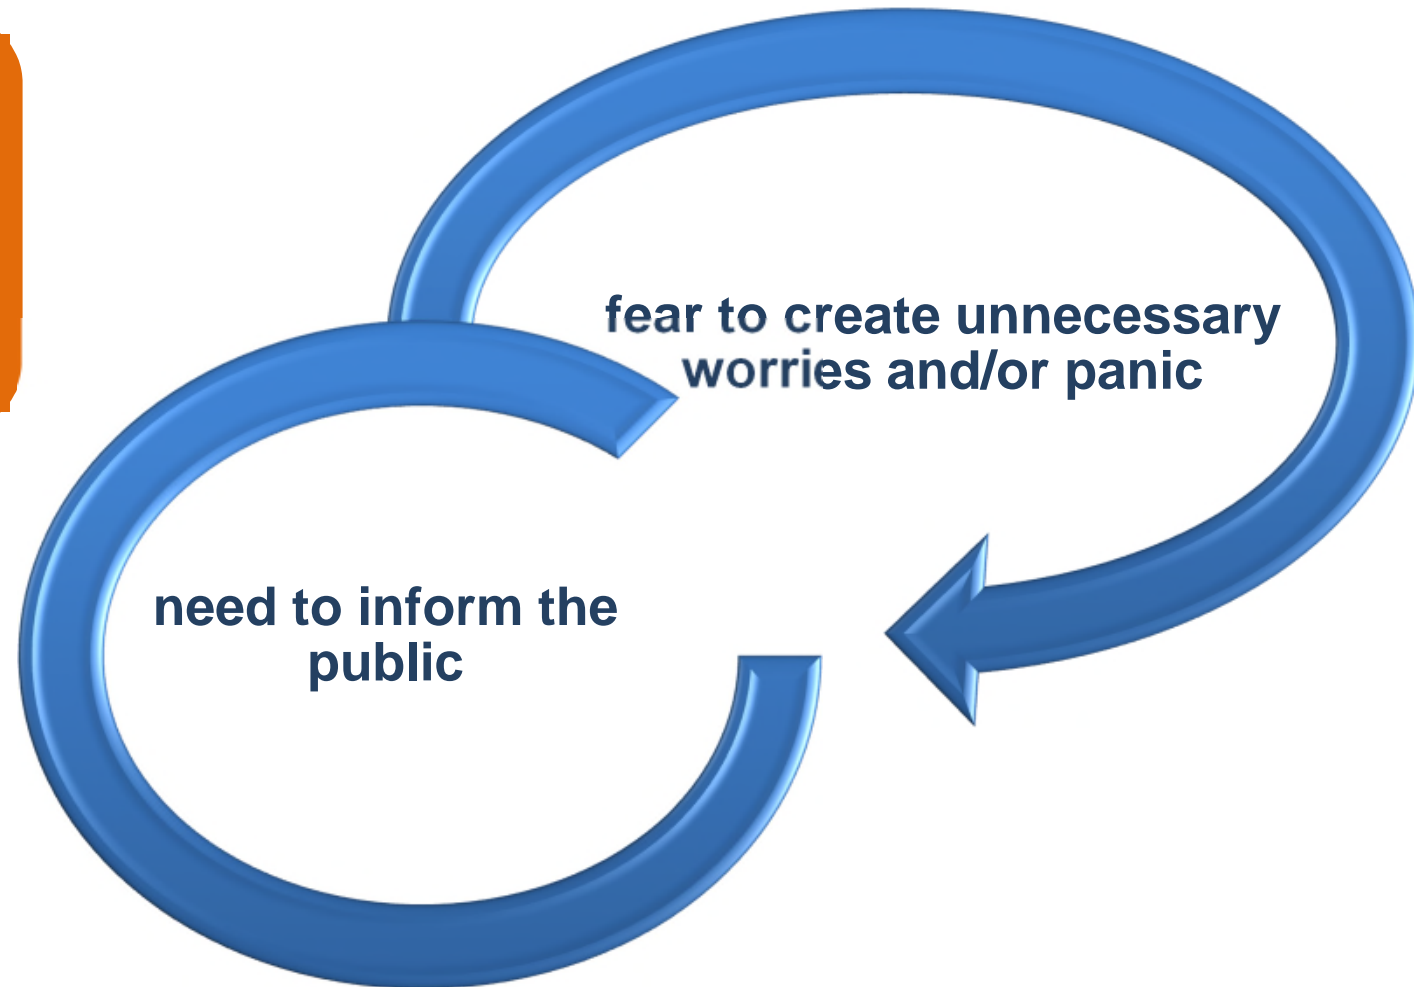 fear to create unnecessary
worries and/or panic
need to inform the
public